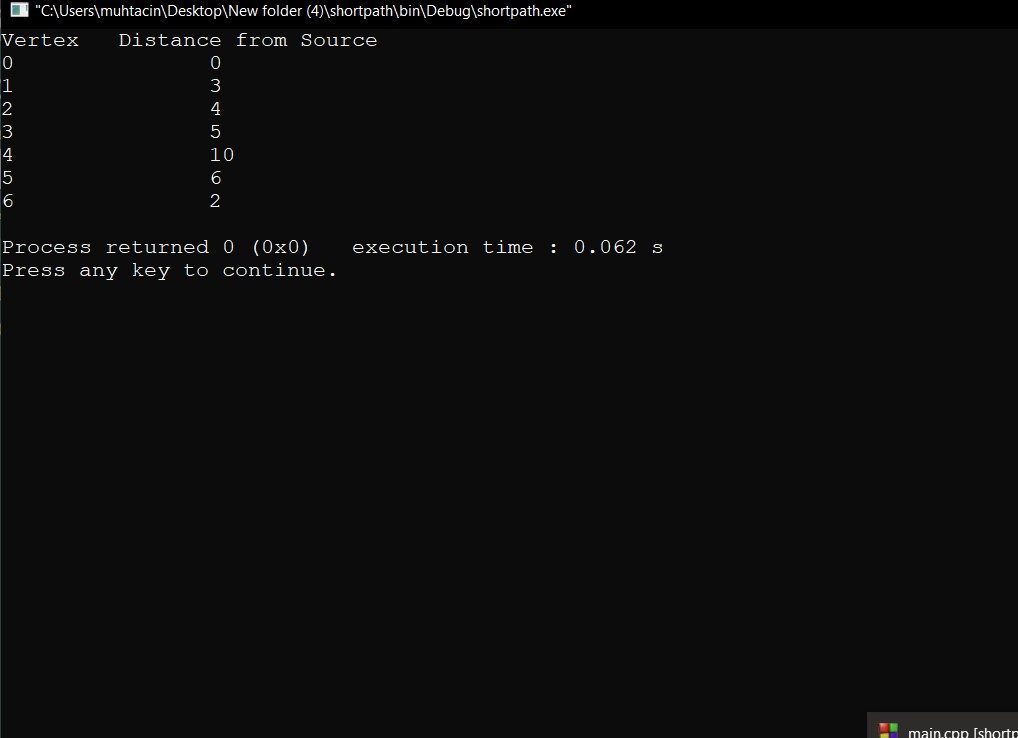 "C:\Users\muhtacin\Desktop\New folder (4)\shortpath\bin\Debug\shortpath.exe"
Vertex   Distance from Source
0                0
1                3
2                4
3                5
4                10
5                6
6                2
Process returned 0 (0x0)   execution time : 0.062 s
Press any key to continue.
main.cpp [shortp